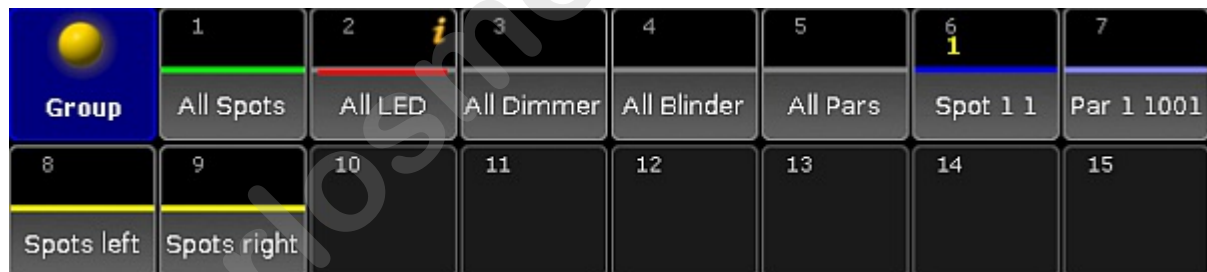 1 2 i 3 4 5 6 7
1
Group All Spots All LED All Dimmer All Blinder All Pars Spot 1 1 Par 1 1001
8 9 10 11 12 13 14 15
Spots left Spots right